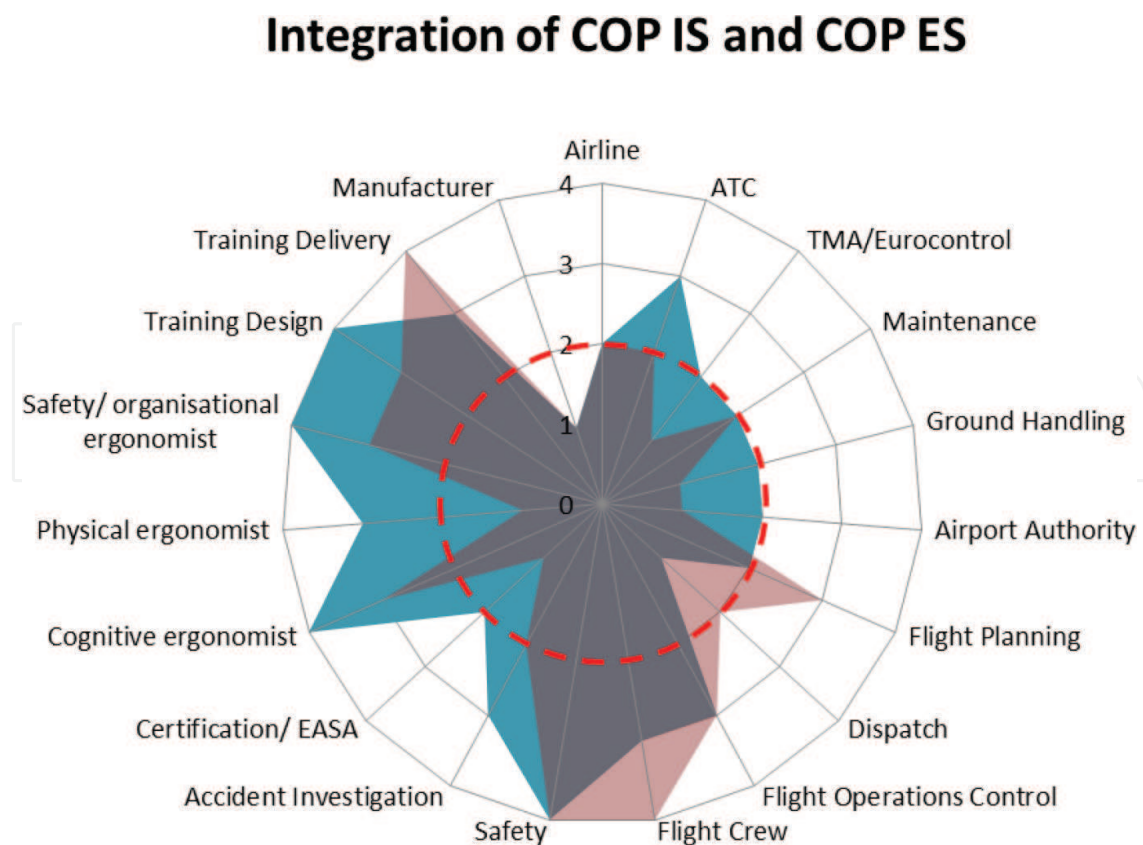 Integration of COP IS and COP ES
Airline
ATC
TMA/Eurocontrol
Maintenance
Ground Handling
Airport Authority
Flight Planning
Dispatch
Flight Operations Control
Flight Crew
Safety
Accident Investigation
Certification/ EASA
Cognitive ergonomist
Physical ergonomist
Safety/ organisational
ergonomist
Training Design
Training Delivery
Manufacturer
4
3
2
1
0